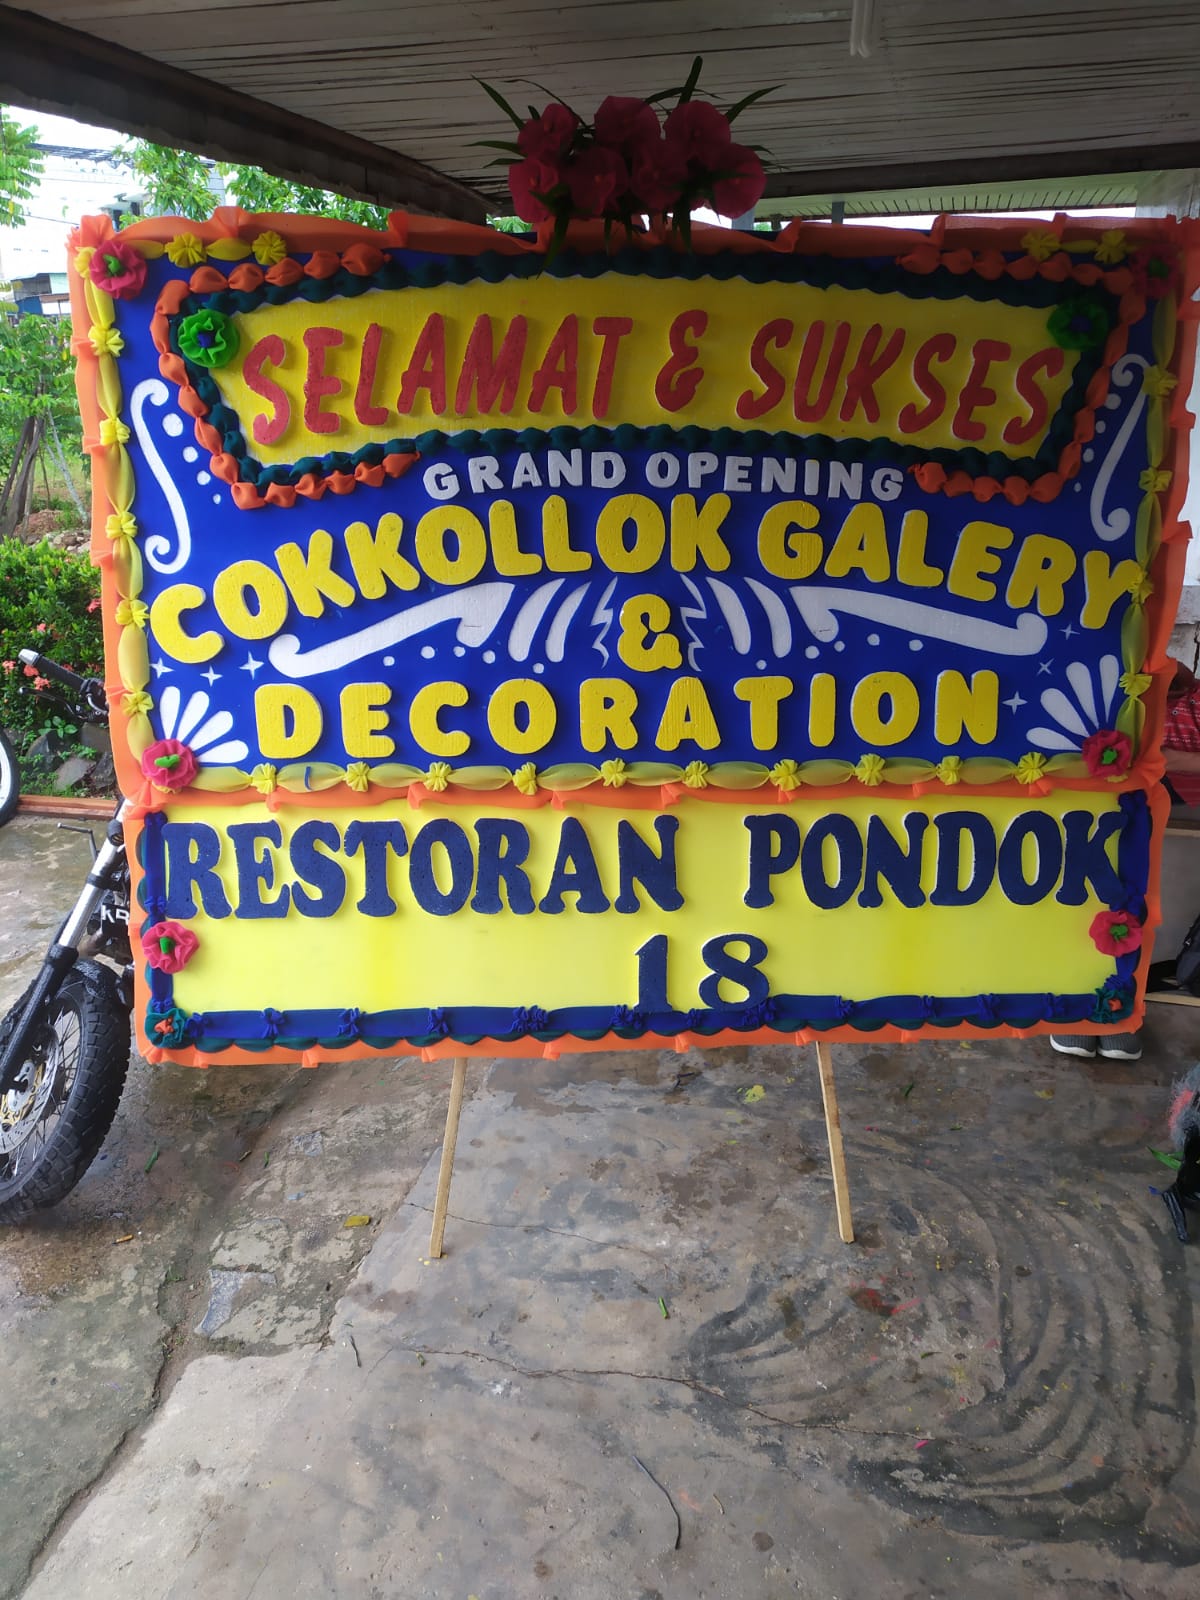 SELAMAT & SUKSES
GRAND OPENING
COKKOLLOK GALERY
&
DECORATION
RESTORAN PONDOK
18